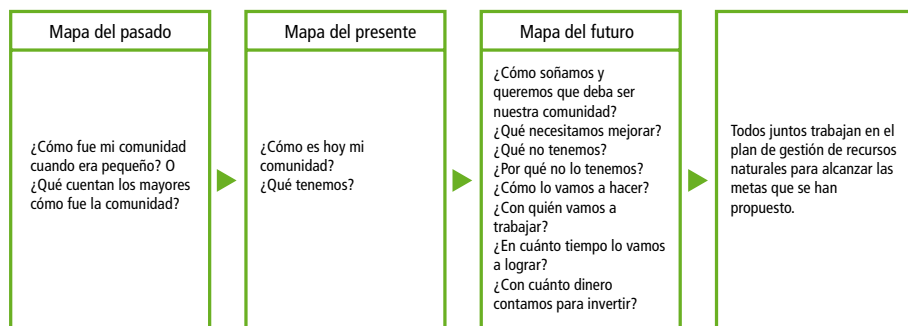 Mapa del pasado
¿Cómo fue mi comunidad
cuando era pequeño? O
¿Qué cuentan los mayores
cómo fue la comunidad?
Mapa del presente
¿Cómo es hoy mi
comunidad?
¿Qué tenemos?
Mapa del futuro
¿Cómo soñamos y
queremos que deba ser
nuestra comunidad?
¿Qué necesitamos mejorar?
¿Qué no tenemos?
¿Por qué no lo tenemos?
¿Cómo lo vamos a hacer?
¿Con quién vamos a
trabajar?
¿En cuánto tiempo lo vamos
a lograr?
¿Con cuánto dinero
contamos para invertir?
Todos juntos trabajan en el
plan de gestión de recursos
naturales para alcanzar las
metas que se han
propuesto.